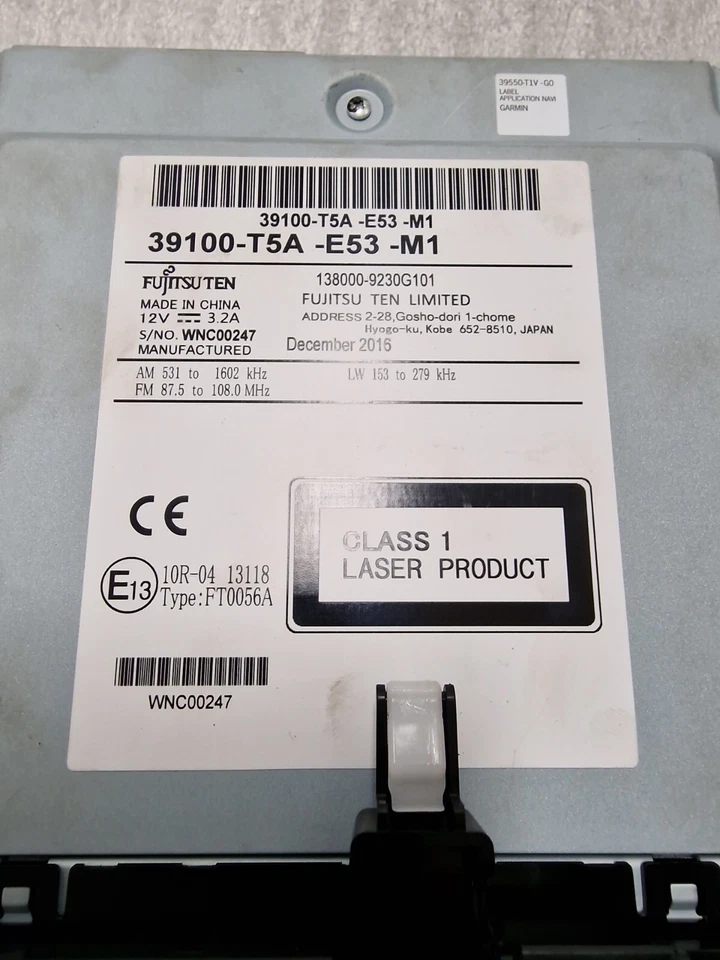 39550-T1V -G0
LABEL
APPLICATION NAVI
GARMIN
39100-T5A -E53 -M1
39100-T5A -E53 -M1
FUJITSU TEN
138000-9230G101
MADE IN CHINA
FUJITSU TEN LIMITED
12V 3.2A
ADDRESS 2-28,Gosho-dori 1-chome
S/NO. WNC00247
Hyogo-ku, Kobe 652-8510, JAPAN
MANUFACTURED December 2016
AM 531 to 1602 kHz LW 153 to 279 kHz
FM 87.5 to 108.0 MHz
CE
CLASS 1
LASER PRODUCT
E13 10R-04 13118
Type:FT0056A
WNC00247